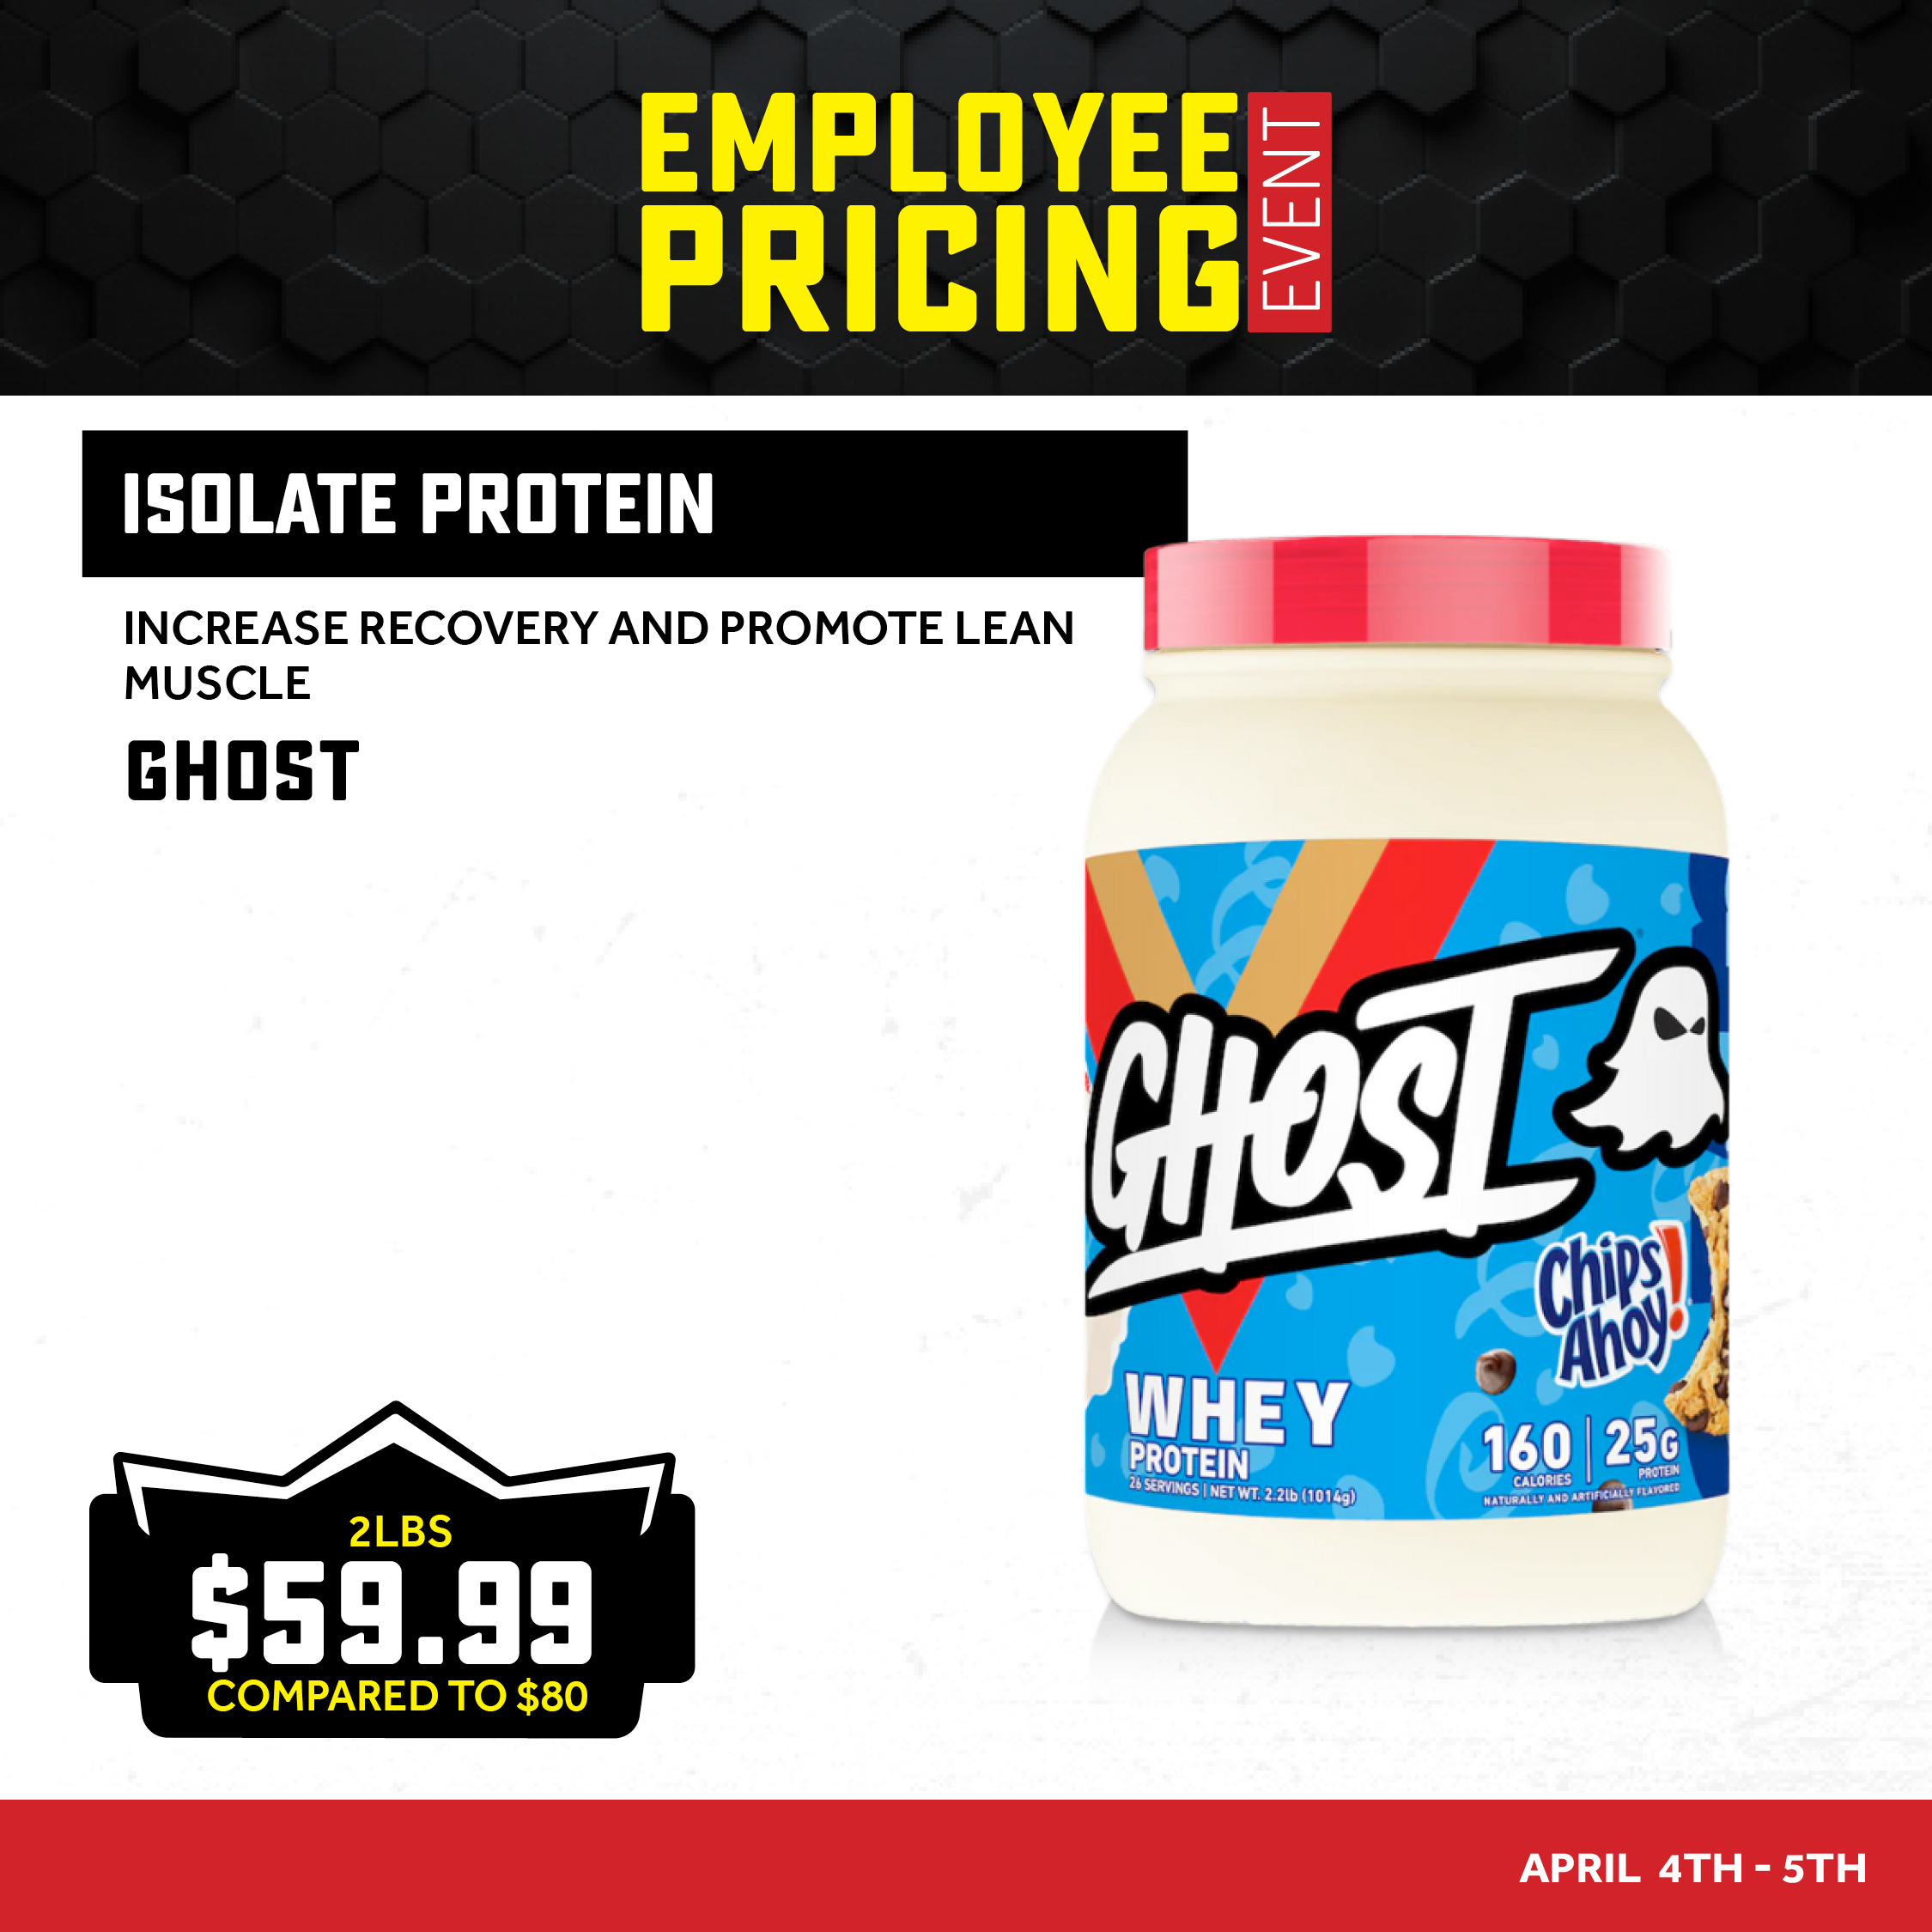 EMPLOYEE
PRICING
EVENT
ISOLATE PROTEIN
INCREASE RECOVERY AND PROMOTE LEAN
MUSCLE
GHOST
GHOST
Chips
Ahoy!
WHEY
PROTEIN
26 SERVINGS | NET WT. 2.2lb (1014g)
160 | 25G
CALORIES PROTEIN
NATURALLY AND ARTIFICIALLY FLAVORED
2LBS
$59.99
COMPARED TO $80
APRIL 4TH - 5TH